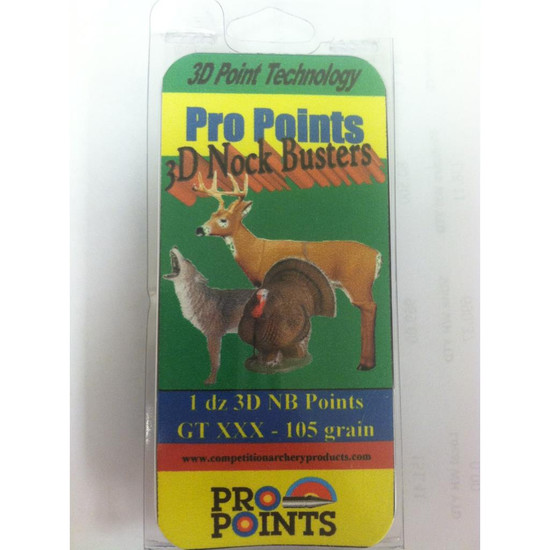 3D Point Technology
Pro Points
3D Nock Busters
1 dz 3D NB Points
GT XXX - 105 grain
www.competitionarcheryproducts.com
PRO
POINTS